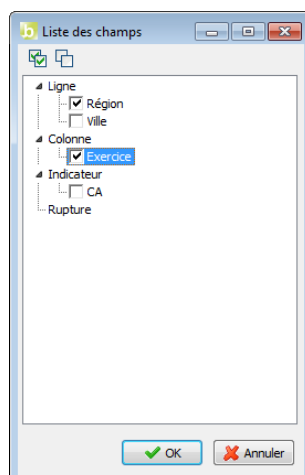 Liste des champs
Ligne
Région
Ville
Colonne
Exercice
Indicateur
CA
Rupture
OK
Annuler